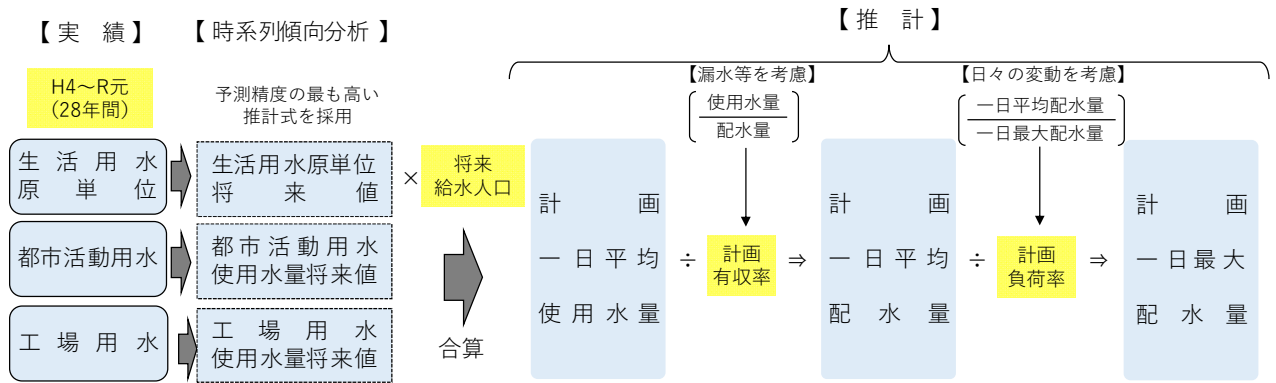 【 実　績 】
【 時系列傾向分析 】
【 推 計 】
H4～R元
（28年間）
予測精度の最も高い
推計式を採用
【漏水等を考慮】
使用水量
配水量
【日々の変動を考慮】
一日平均配水量
一日最大配水量
生活用水
原単位
生活用水原単位
将来値
×
将来
給水人口
都市活動用水
都市活動用水
使用水量将来値
工場用水
工場用水
使用水量将来値
合算
計画
一日平均
使用水量
÷
計画
有収率
⇒
計画
一日平均
配水量
÷
計画
負荷率
⇒
計画
一日最大
配水量